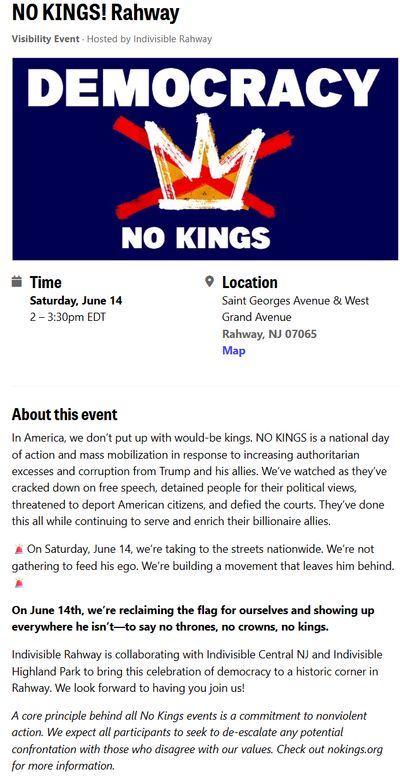 NO KINGS! Rahway
Visibility Event · Hosted by Indivisible Rahway
DEMOCRACY
NO KINGS
Time
Saturday, June 14
2 – 3:30pm EDT
Location
Saint Georges Avenue & West
Grand Avenue
Rahway, NJ 07065
Map
About this event
In America, we don’t put up with would-be kings. NO KINGS is a national day
of action and mass mobilization in response to increasing authoritarian
excesses and corruption from Trump and his allies. We’ve watched as they’ve
cracked down on free speech, detained people for their political views,
threatened to deport American citizens, and defied the courts. They’ve done
this all while continuing to serve and enrich their billionaire allies.
🚨 On Saturday, June 14, we’re taking to the streets nationwide. We’re not
gathering to feed his ego. We’re building a movement that leaves him behind.
🚨
On June 14th, we’re reclaiming the flag for ourselves and showing up
everywhere he isn’t—to say no thrones, no crowns, no kings.
Indivisible Rahway is collaborating with Indivisible Central NJ and Indivisible
Highland Park to bring this celebration of democracy to a historic corner in
Rahway. We look forward to having you join us!
A core principle behind all No Kings events is a commitment to nonviolent
action. We expect all participants to seek to de-escalate any potential
confrontation with those who disagree with our values. Check out nokings.org
for more information.